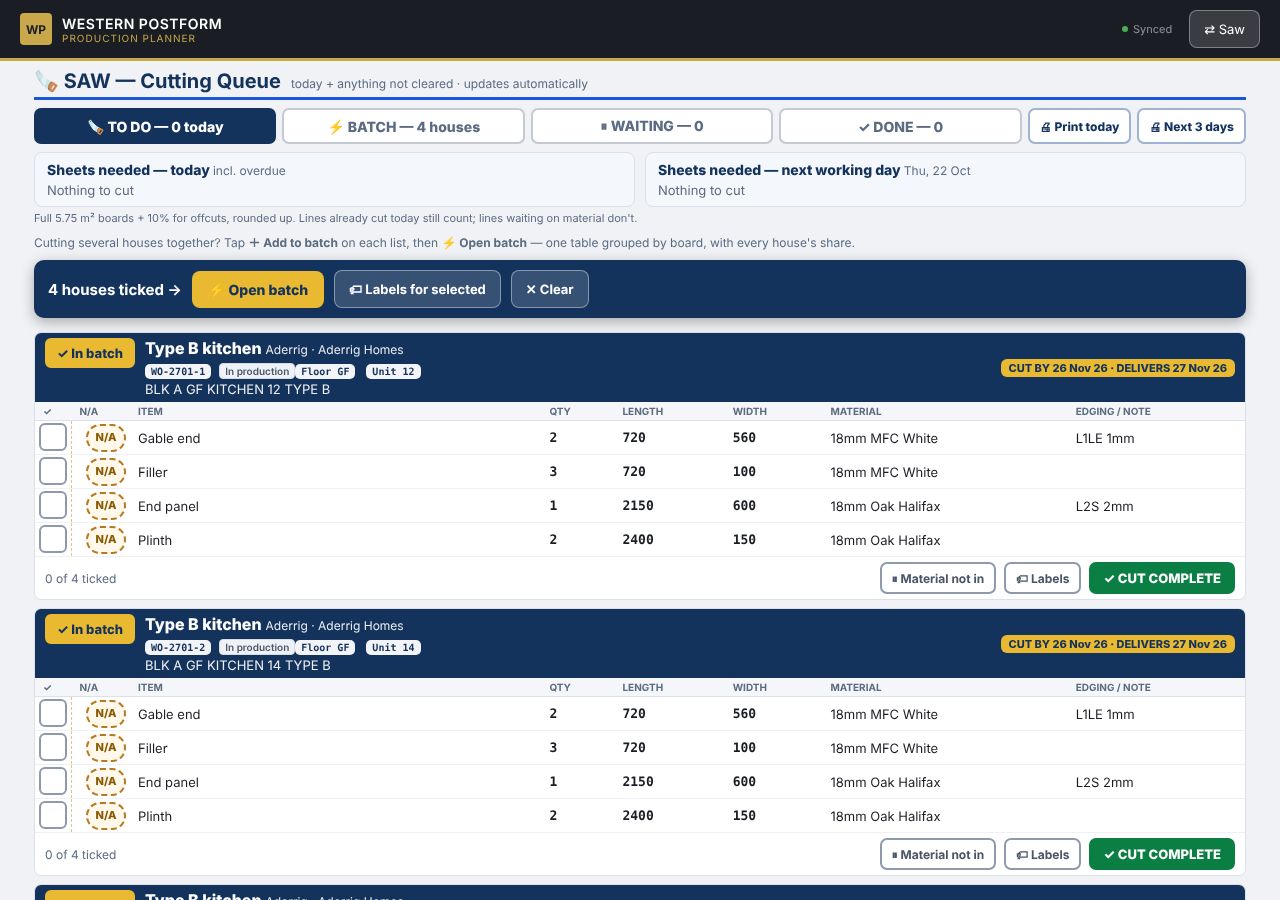 WP
WESTERN POSTFORM
PRODUCTION PLANNER
Synced
⇄ Saw
🪚 SAW — Cutting Queue today + anything not cleared · updates automatically
🪚 TO DO — 0 today
⚡ BATCH — 4 houses
⏸ WAITING — 0
✓ DONE — 0
🖨 Print today
🖨 Next 3 days
Sheets needed — today incl. overdue
Nothing to cut
Sheets needed — next working day Thu, 22 Oct
Nothing to cut
Full 5.75 m² boards + 10% for offcuts, rounded up. Lines already cut today still count; lines waiting on material don't.
Cutting several houses together? Tap ＋ Add to batch on each list, then ⚡ Open batch — one table grouped by board, with every house's share.
4 houses ticked →
⚡ Open batch
🏷 Labels for selected
✕ Clear
✓ In batch
Type B kitchen Aderrig · Aderrig Homes
WO-2701-1 In production Floor GF Unit 12
BLK A GF KITCHEN 12 TYPE B
CUT BY 26 Nov 26 · DELIVERS 27 Nov 26
✓ N/A ITEM QTY LENGTH WIDTH MATERIAL EDGING / NOTE
N/A Gable end 2 720 560 18mm MFC White L1LE 1mm
N/A Filler 3 720 100 18mm MFC White
N/A End panel 1 2150 600 18mm Oak Halifax L2S 2mm
N/A Plinth 2 2400 150 18mm Oak Halifax
0 of 4 ticked
⏸ Material not in
🏷 Labels
✓ CUT COMPLETE
✓ In batch
Type B kitchen Aderrig · Aderrig Homes
WO-2701-2 In production Floor GF Unit 14
BLK A GF KITCHEN 14 TYPE B
CUT BY 26 Nov 26 · DELIVERS 27 Nov 26
✓ N/A ITEM QTY LENGTH WIDTH MATERIAL EDGING / NOTE
N/A Gable end 2 720 560 18mm MFC White L1LE 1mm
N/A Filler 3 720 100 18mm MFC White
N/A End panel 1 2150 600 18mm Oak Halifax L2S 2mm
N/A Plinth 2 2400 150 18mm Oak Halifax
0 of 4 ticked
⏸ Material not in
🏷 Labels
✓ CUT COMPLETE
Type B kitchen Aderrig · Aderrig Homes